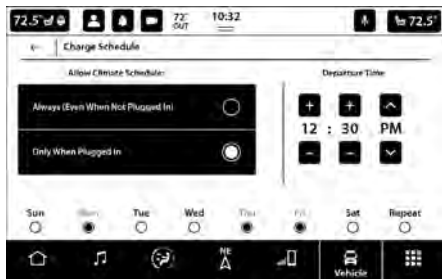 72.5° 72° 10:32 72.5°
OUT
Charge Schedule
Allow Climate Schedule: Departure Time
Always (Even When Not Plugged In)
12 : 30 PM
Only When Plugged In
Sun Mon Tue Wed Thu Fri Sat Repeat
NE
A
Vehicle